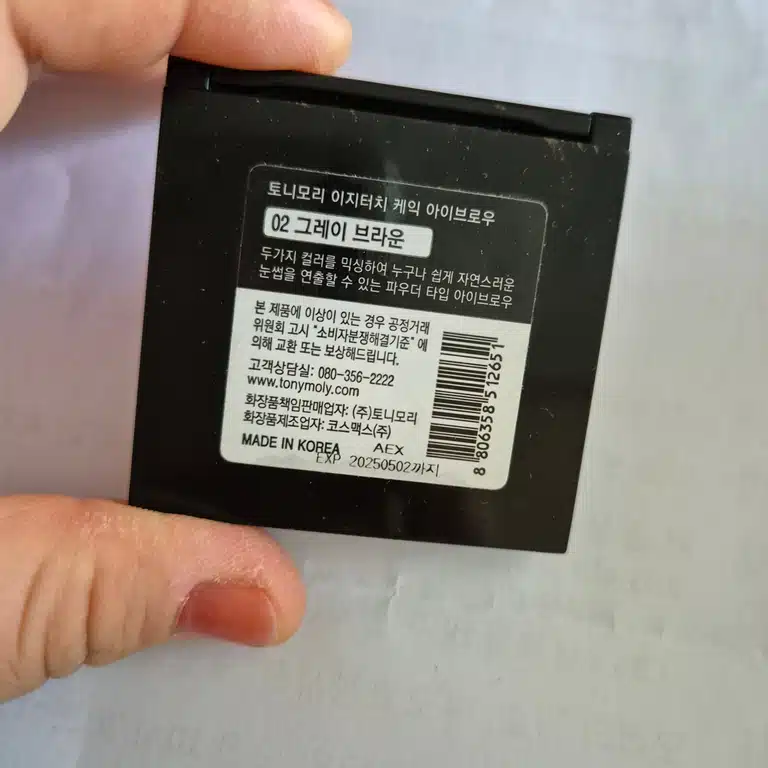 토니모리 이지터치 케익 아이브로우
02 그레이 브라운
두가지 컬러를 믹싱하여 누구나 쉽게 자연스러운
눈썹을 연출할 수 있는 파우더 타입 아이브로우
본 제품에 이상이 있는 경우 공정거래
위원회 고시 "소비자분쟁해결기준" 에
의해 교환 또는 보상해드립니다.
고객상담실: 080-356-2222
www.tonymoly.com
화장품책임판매업자: (주)토니모리
화장품제조업자: 코스맥스(주)
MADE IN KOREA AEX
EXP 20250502까지
8 806358 512651